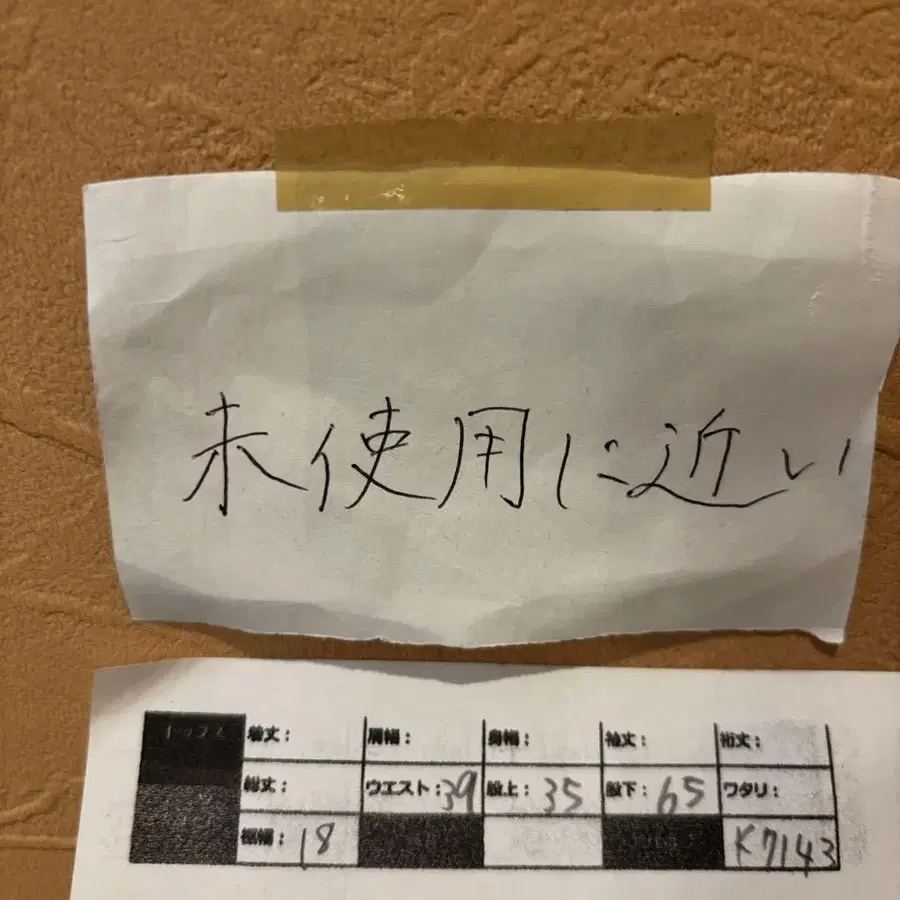 未使用に近い
トップス 着丈： 肩幅： 身幅： 袖丈： 裄丈：
総丈： ウエスト：39 股上：35 股下：65 ワタリ：
裾幅：18 K7143